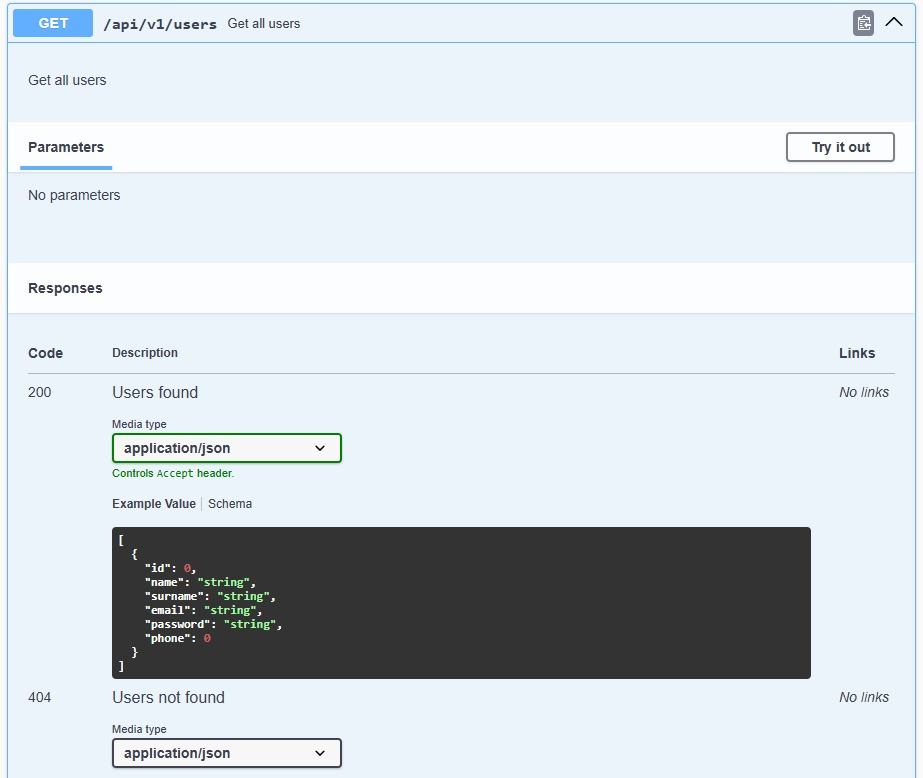 GET /api/v1/users Get all users
Get all users
Parameters Try it out
No parameters
Responses
Code Description Links
200 Users found No links
Media type
application/json
Controls Accept header.
Example Value Schema
[
{
"id": 0,
"name": "string",
"surname": "string",
"email": "string",
"password": "string",
"phone": 0
}
]
404 Users not found No links
Media type
application/json